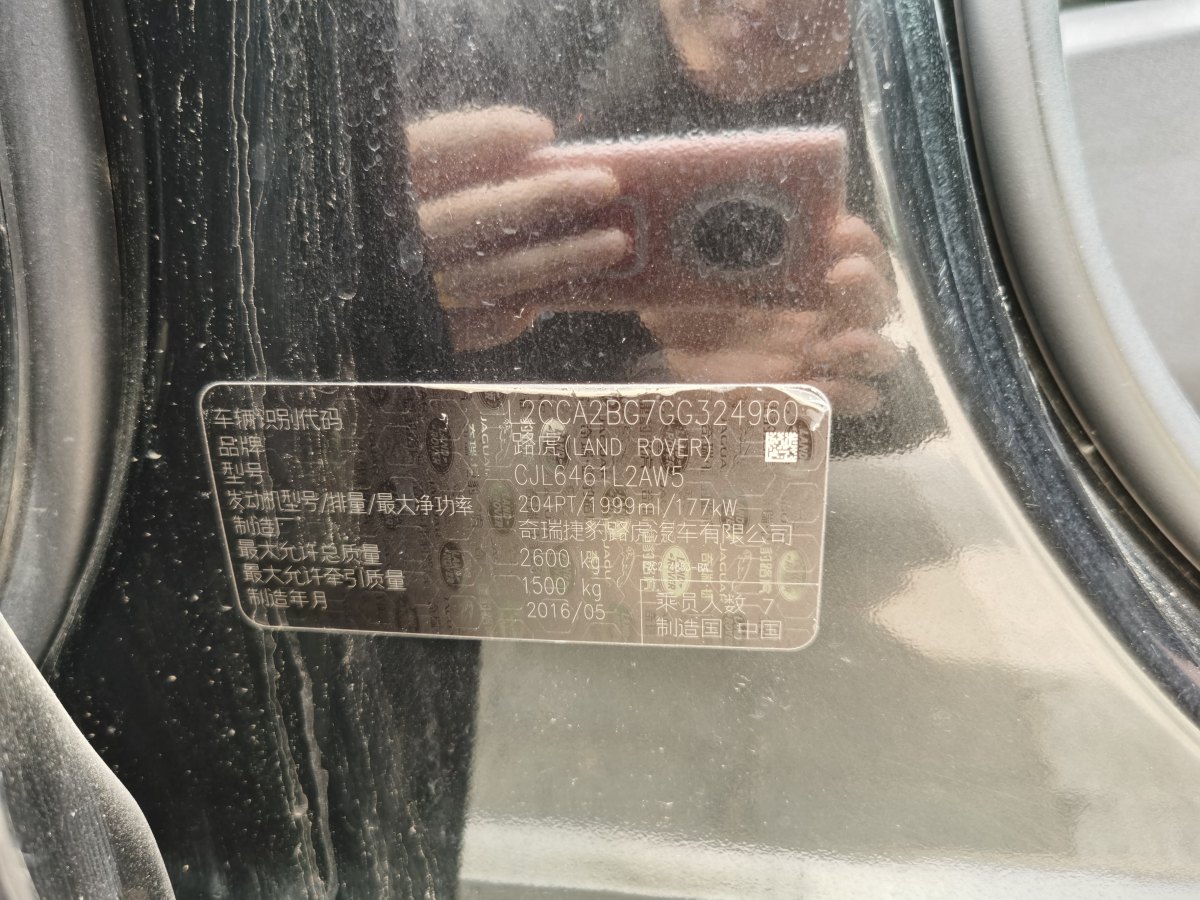 车辆识别代码 L2CCA2BG7GG324960
品牌 路虎 (LAND ROVER)
型号 CJL6461L2AW5
发动机型号/排量/最大净功率 204PT/1999ml/177kW
制造厂 奇瑞捷豹路虎汽车有限公司
最大允许总质量 2600 kg
最大允许牵引质量 1500 kg
制造年月 2016/05
乘员人数 7
制造国 中国